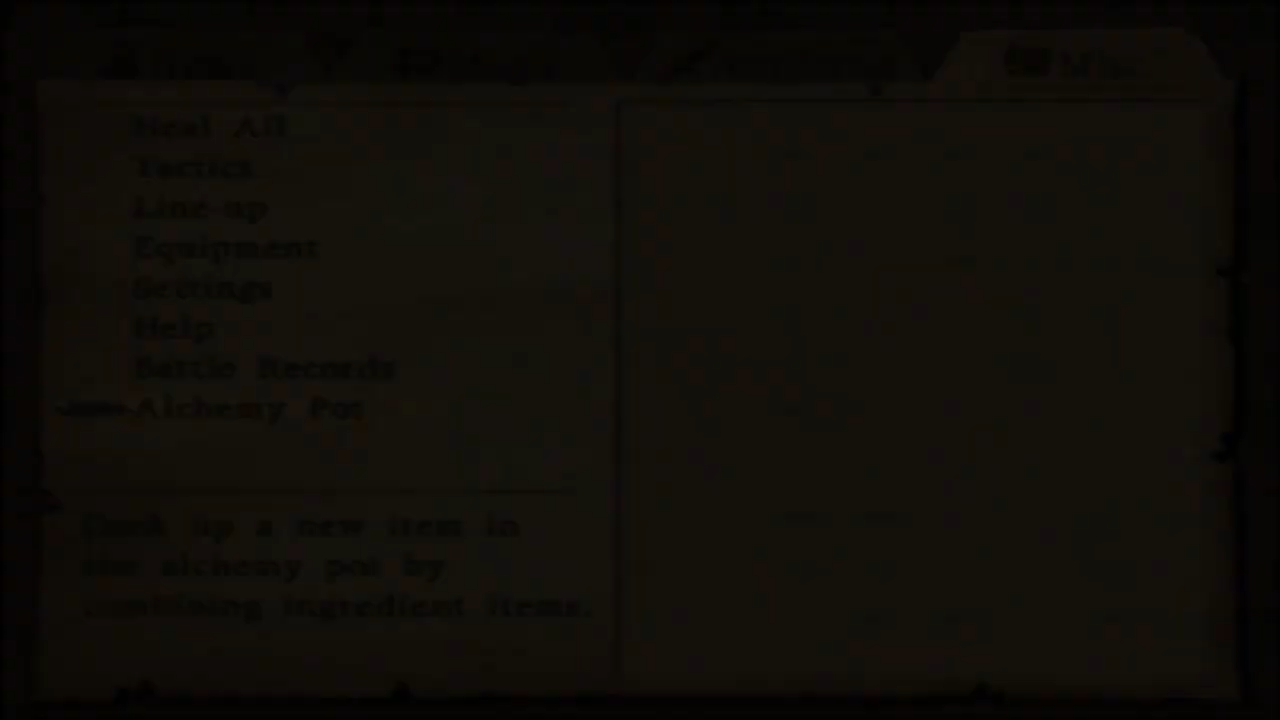 Misc.
Heal All
Tactics
Line-up
Equipment
Settings
Help
Battle Records
Alchemy Pot
Cook up a new item in
the alchemy pot by
combining ingredient items.